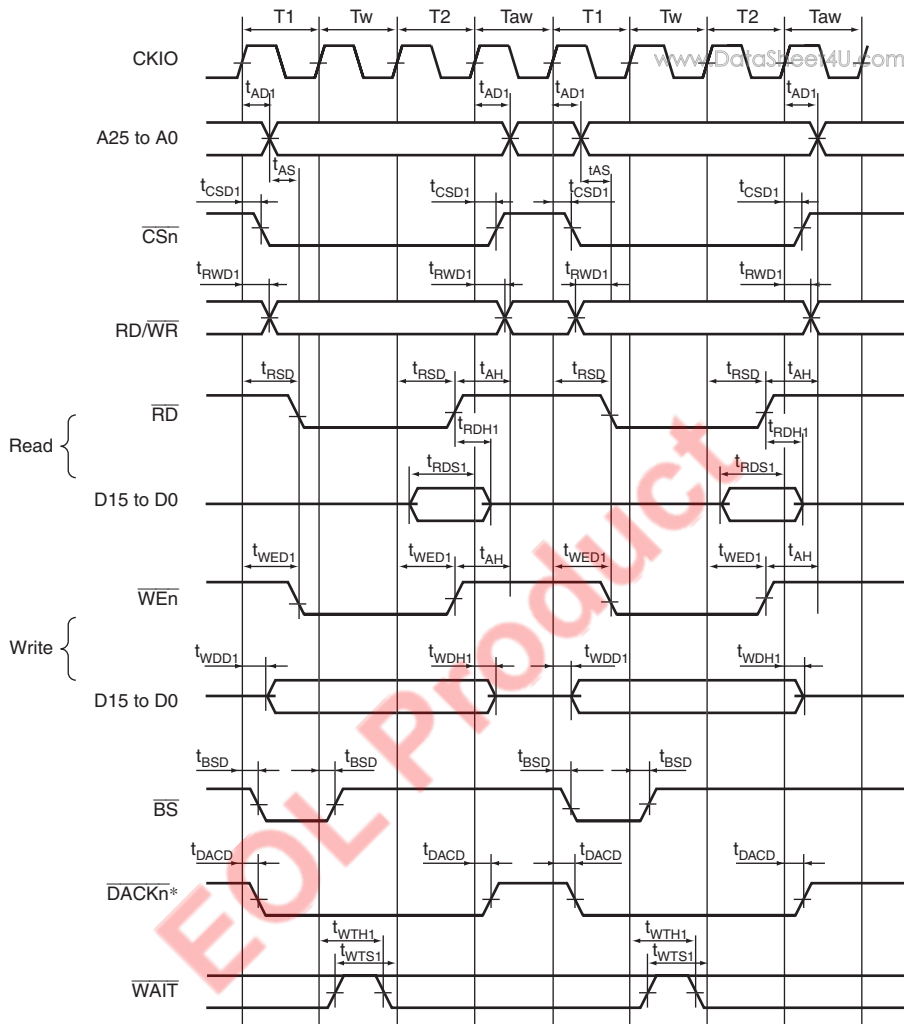 T1 Tw T2 Taw T1 Tw T2 Taw
CKIO
www.DataSheet4U.com
tAD1 tAD1 tAD1 tAD1
A25 to A0
tAS tAS
tCSD1 tCSD1 tCSD1 tCSD1
CSn
tRWD1 tRWD1 tRWD1 tRWD1
RD/WR
tRSD tRSD tAH tRSD tRSD tAH
RD
tRDH1 tRDH1
Read
tRDS1 tRDS1
D15 to D0
tWED1 tWED1 tAH tWED1 tWED1 tAH
WEn
Write
tWDD1 tWDH1 tWDD1 tWDH1
D15 to D0
tBSD tBSD tBSD tBSD
BS
tDACD tDACD tDACD tDACD
DACKn*
tWTH1 tWTH1
tWTS1 tWTS1
WAIT
EOL Product